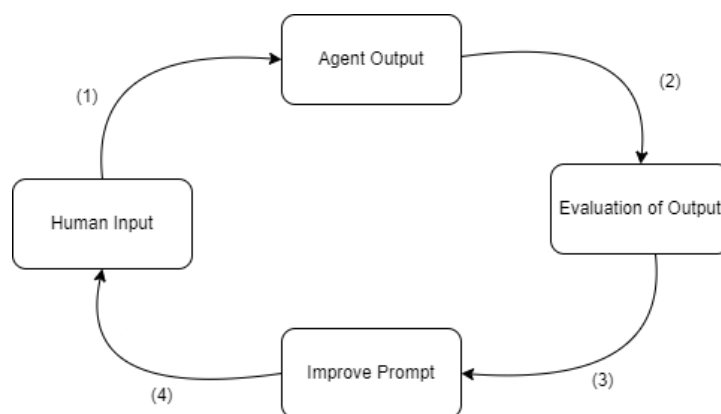 Agent Output
(1)
(2)
Human Input
Evaluation of Output
Improve Prompt
(3)
(4)